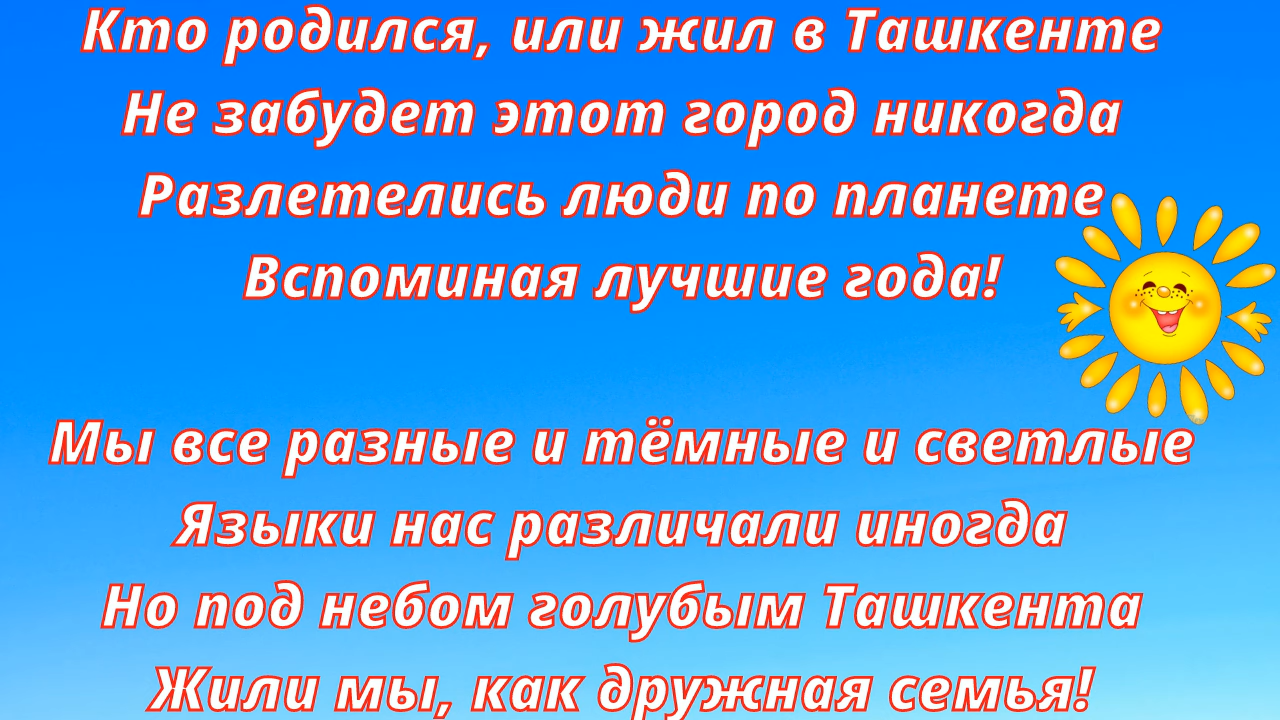 Кто родился, или жил в Ташкенте
Не забудет этот город никогда
Разлетелись люди по планете
Вспоминая лучшие года!
Мы все разные и тёмные и светлые
Языки нас различали иногда
Но под небом голубым Ташкента
Жили мы, как дружная семья!